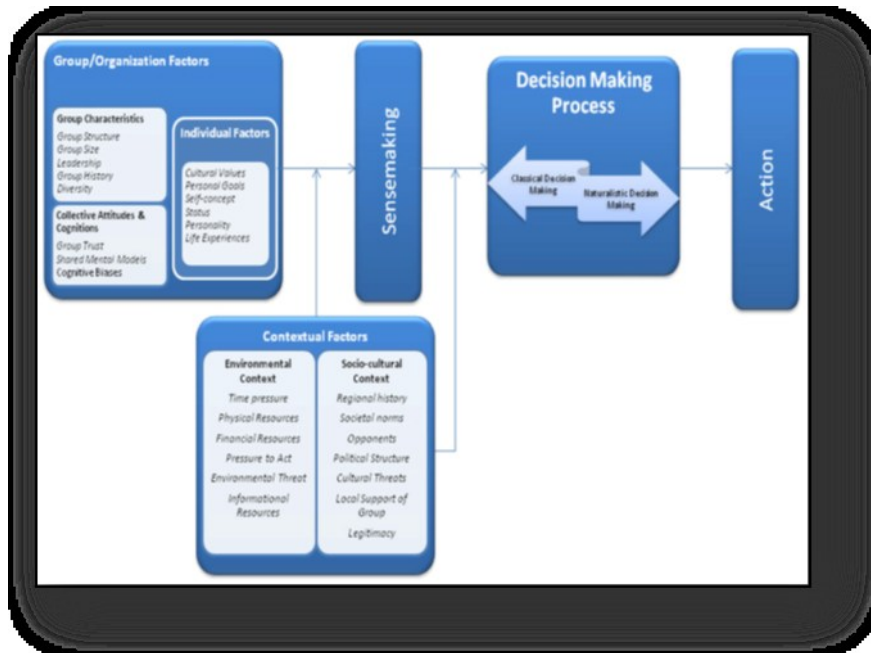 Group/Organization Factors
Group Characteristics
Group Structure
Group Size
Leadership
Group History
Diversity
Collective Attitudes &
Cognitions
Group Trust
Shared Mental Models
Cognitive Biases
Individual Factors
Cultural Values
Personal Goals
Self-concept
Status
Personality
Life Experiences
Sensemaking
Decision Making
Process
Classical Decision
Making
Naturalistic Decision
Making
Action
Contextual Factors
Environmental
Context
Time pressure
Physical Resources
Financial Resources
Pressure to Act
Environmental Threat
Informational
Resources
Socio-cultural
Context
Regional history
Societal norms
Opponents
Political Structure
Cultural Threats
Local Support of
Group
Legitimacy